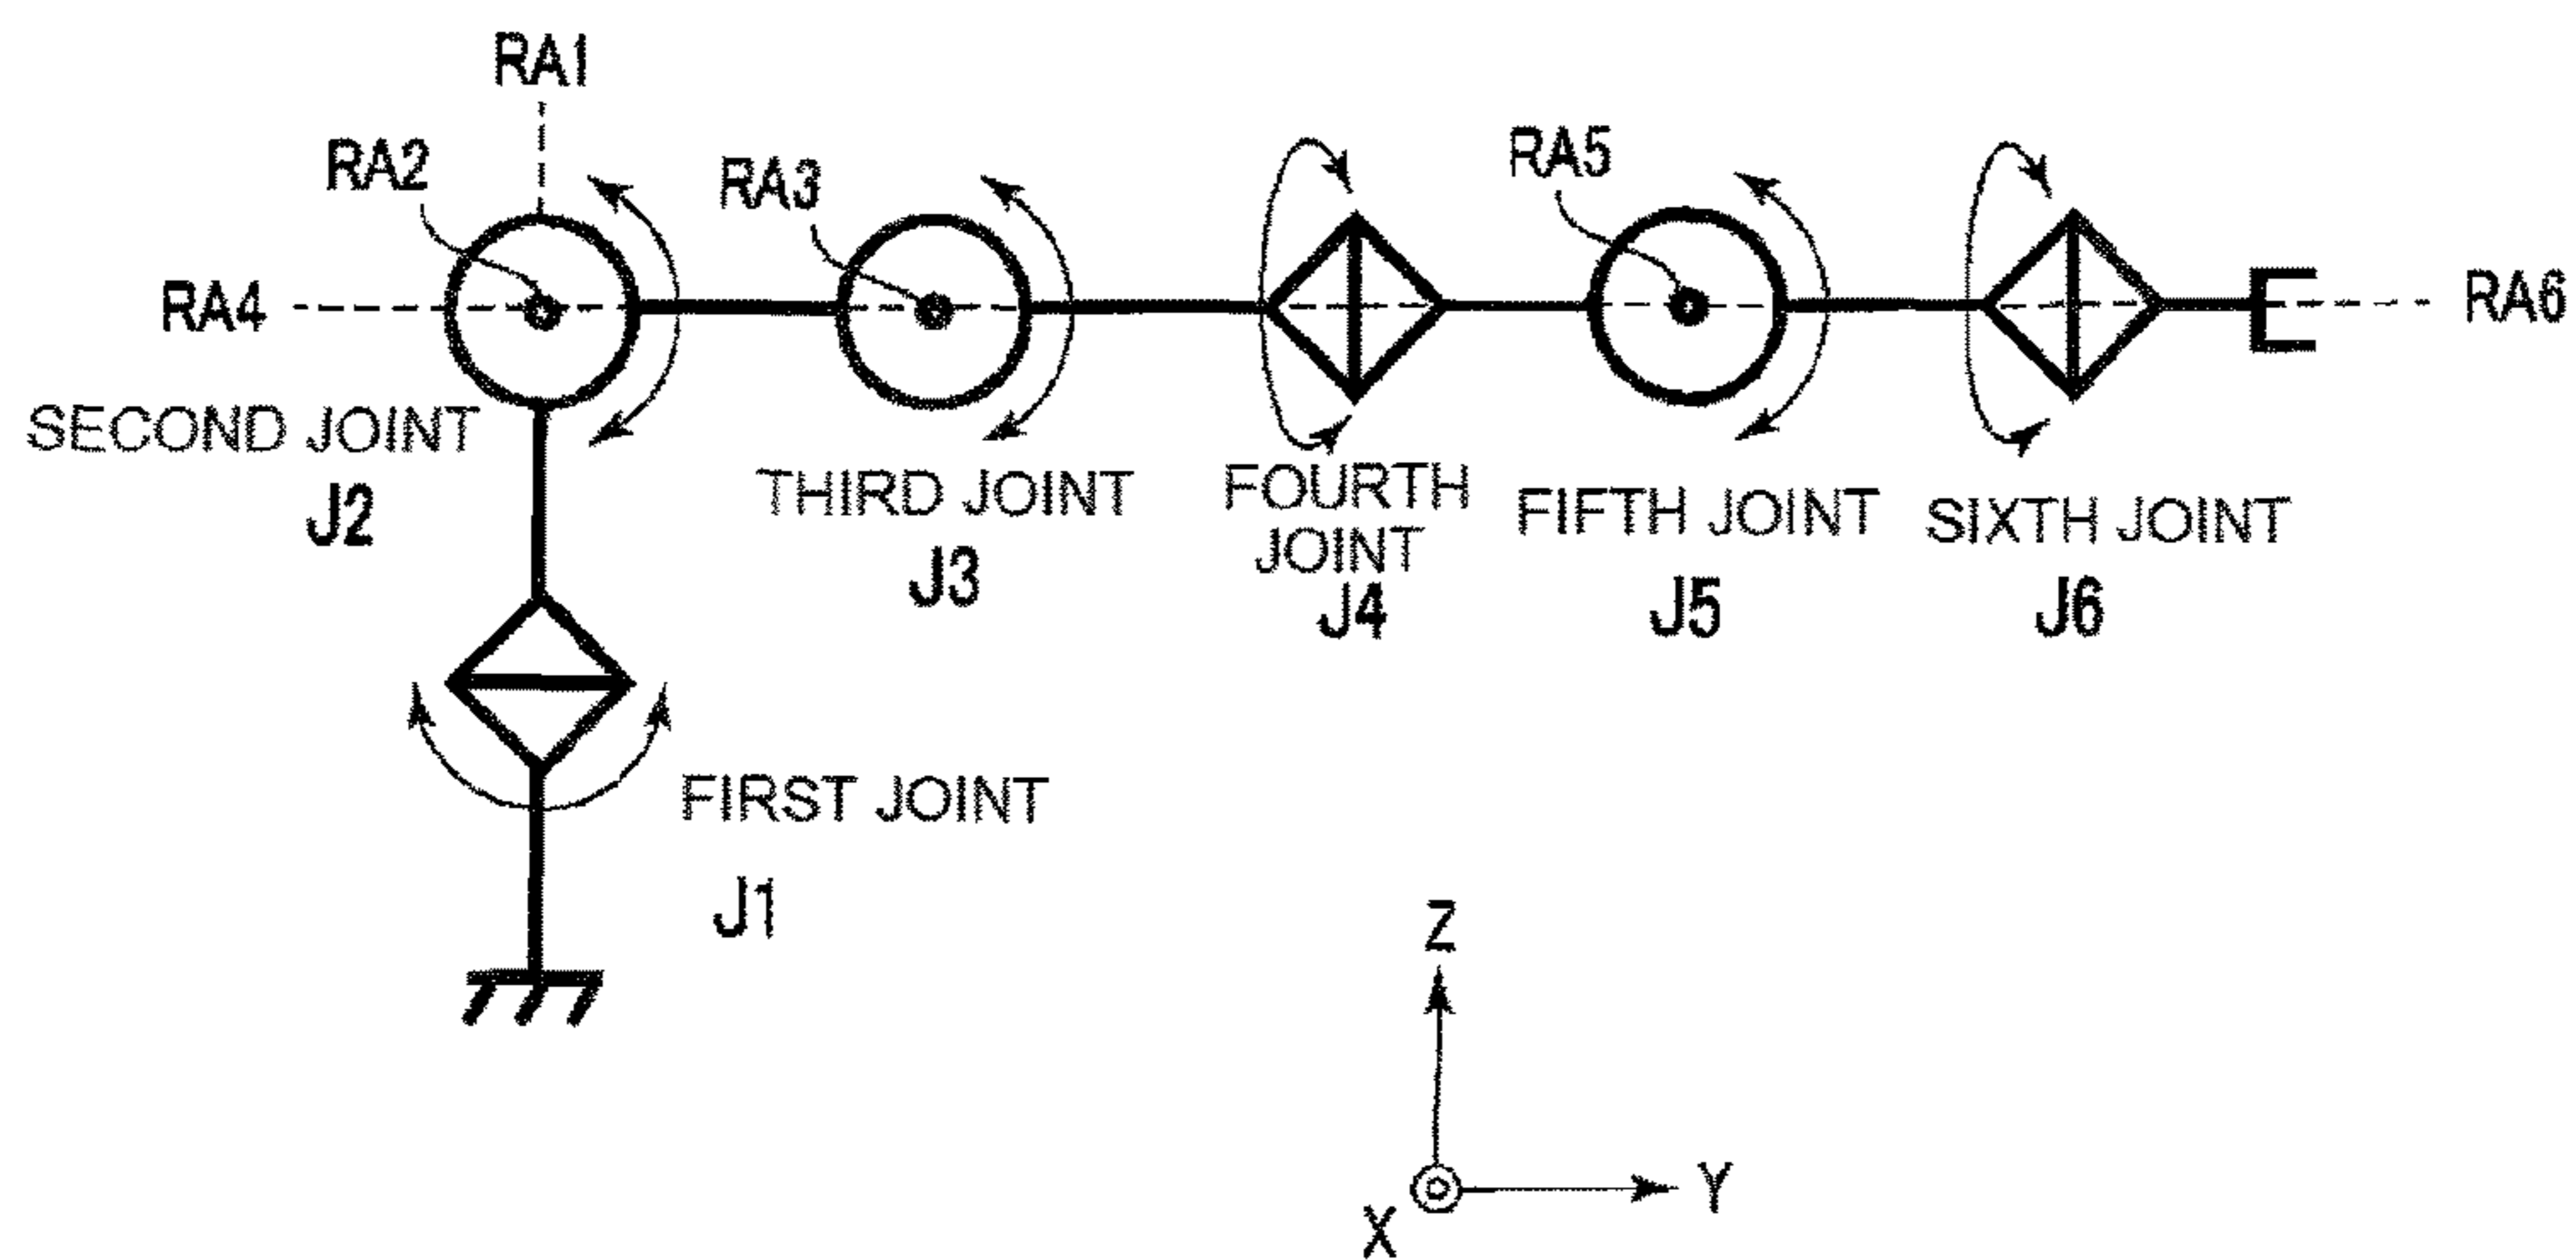 RA1
RA2
RA3
RA5
RA4
RA6
SECOND JOINT
J2
THIRD JOINT
J3
FOURTH
JOINT
J4
FIFTH JOINT
J5
SIXTH JOINT
J6
FIRST JOINT
J1
Z
Y
X